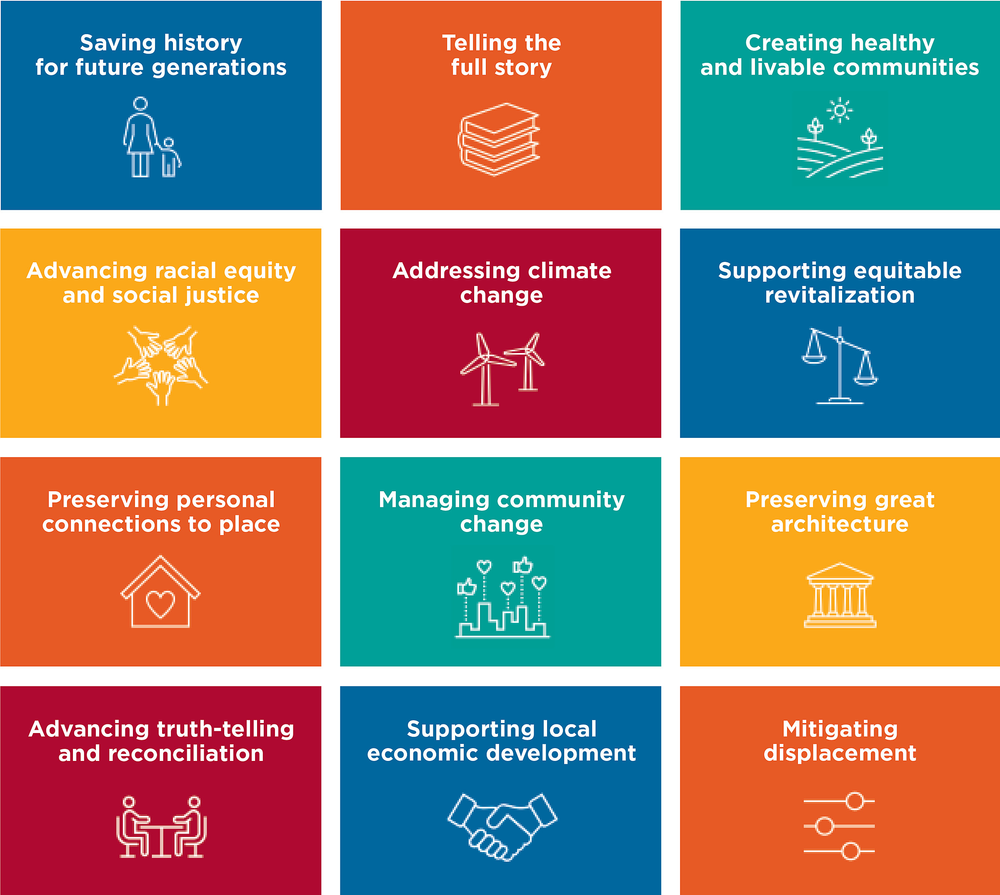 Saving history
for future generations
Telling the
full story
Creating healthy
and livable communities
Advancing racial equity
and social justice
Addressing climate
change
Supporting equitable
revitalization
Preserving personal
connections to place
Managing community
change
Preserving great
architecture
Advancing truth-telling
and reconciliation
Supporting local
economic development
Mitigating
displacement